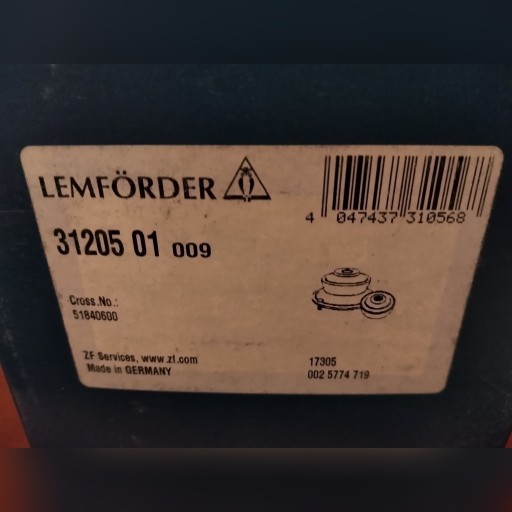 LEMFÖRDER
4 047437 310568
31205 01 009
Cross.No.:
51840600
ZF Services, www.zf.com
Made in GERMANY
17305
002 5774 719